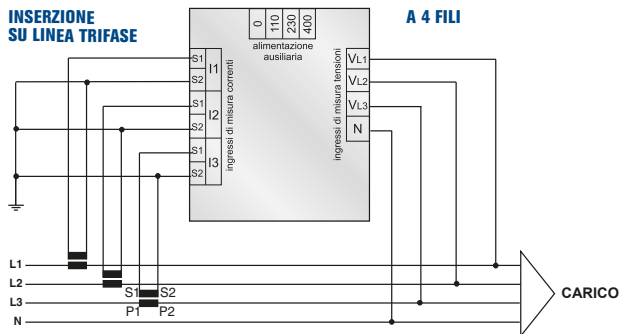 INSERZIONE
SU LINEA TRIFASE
A 4 FILI
0
110
230
400
alimentazione
ausiliaria
S1
I1
S2
S1
I2
S2
S1
I3
S2
ingressi di misura correnti
ingressi di misura tensioni
VL1
VL2
VL3
N
L1
L2
L3
N
S1 S2
P1 P2
CARICO